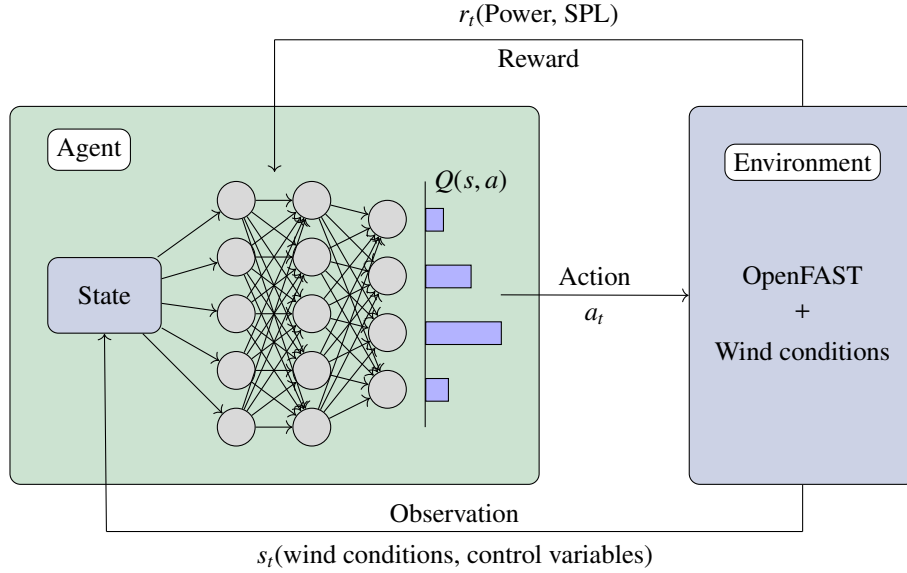 r_t(Power, SPL)
Reward
Agent
Environment
Q(s, a)
State
Action
a_t
OpenFAST
+
Wind conditions
Observation
s_t(wind conditions, control variables)